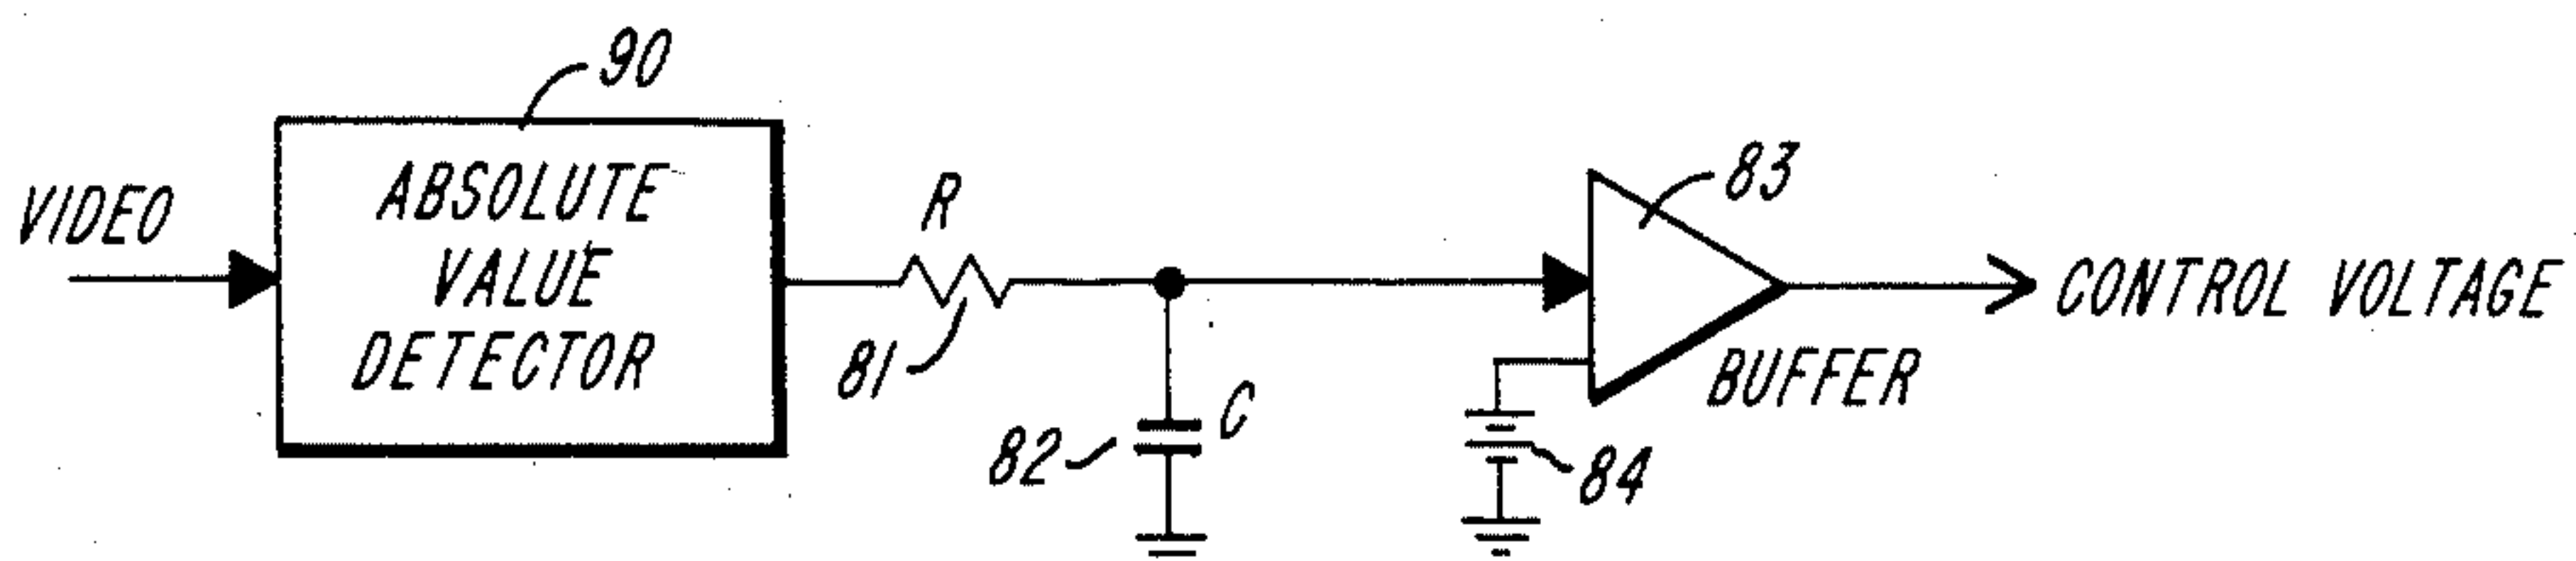 90
VIDEO
ABSOLUTE
VALUE
DETECTOR
R
81
82
C
83
BUFFER
84
CONTROL VOLTAGE